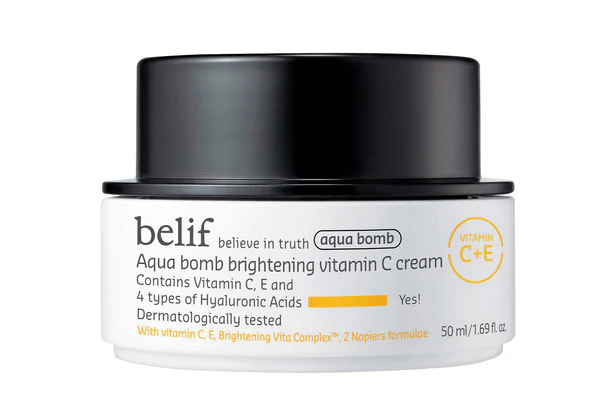 belif believe in truth aqua bomb
Aqua bomb brightening vitamin C cream
VITAMIN
C+E
Contains Vitamin C, E and
4 types of Hyaluronic Acids Yes!
Dermatologically tested
With vitamin C, E, Brightening Vita Complex™, 2 Napiers formulae
50 ml/1.69 fl. oz.